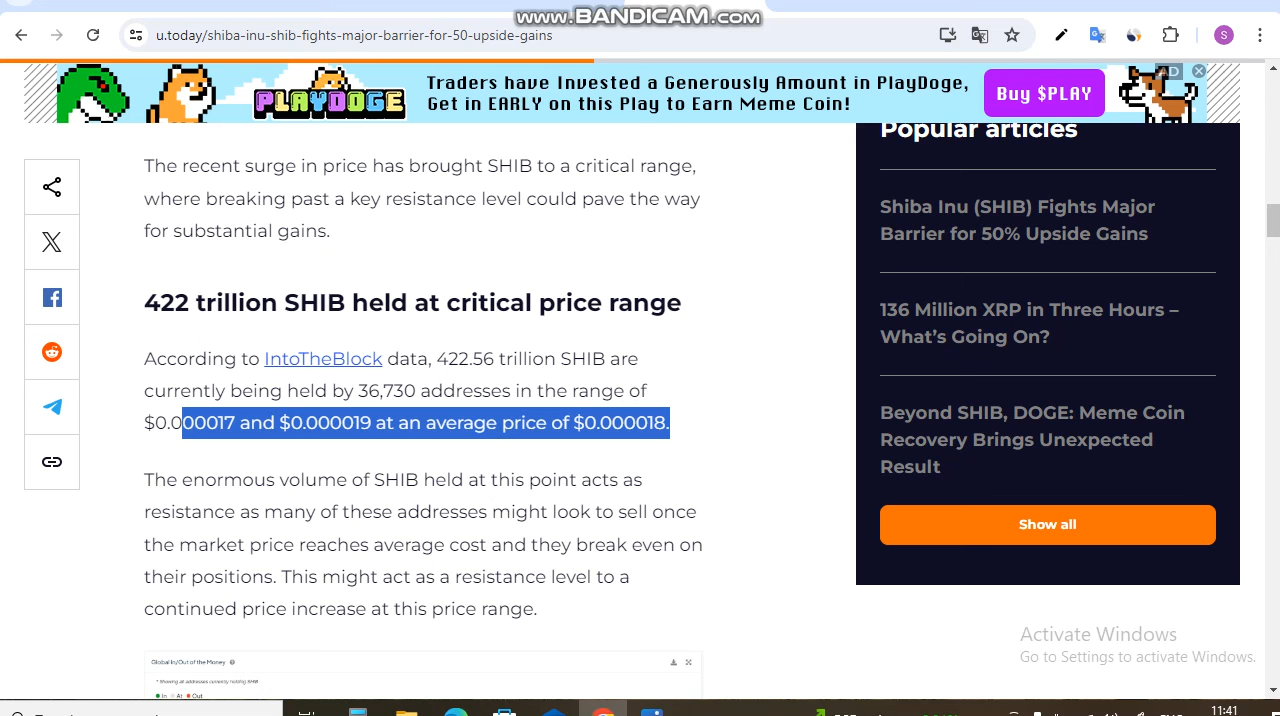 www.BANDICAM.com
u.today/shiba-inu-shib-fights-major-barrier-for-50-upside-gains
S
PLAYDOGE
Traders have Invested a Generously Amount in PlayDoge,
Get in EARLY on this Play to Earn Meme Coin!
Buy $PLAY
AD
The recent surge in price has brought SHIB to a critical range,
where breaking past a key resistance level could pave the way
for substantial gains.
422 trillion SHIB held at critical price range
According to IntoTheBlock data, 422.56 trillion SHIB are
currently being held by 36,730 addresses in the range of
$0.000017 and $0.000019 at an average price of $0.000018.
The enormous volume of SHIB held at this point acts as
resistance as many of these addresses might look to sell once
the market price reaches average cost and they break even on
their positions. This might act as a resistance level to a
continued price increase at this price range.
Global In/Out of the Money
* Showing all addresses currently holding SHIB
In At Out
Popular articles
Shiba Inu (SHIB) Fights Major
Barrier for 50% Upside Gains
136 Million XRP in Three Hours –
What's Going On?
Beyond SHIB, DOGE: Meme Coin
Recovery Brings Unexpected
Result
Show all
Activate Windows
Go to Settings to activate Windows.
11:41